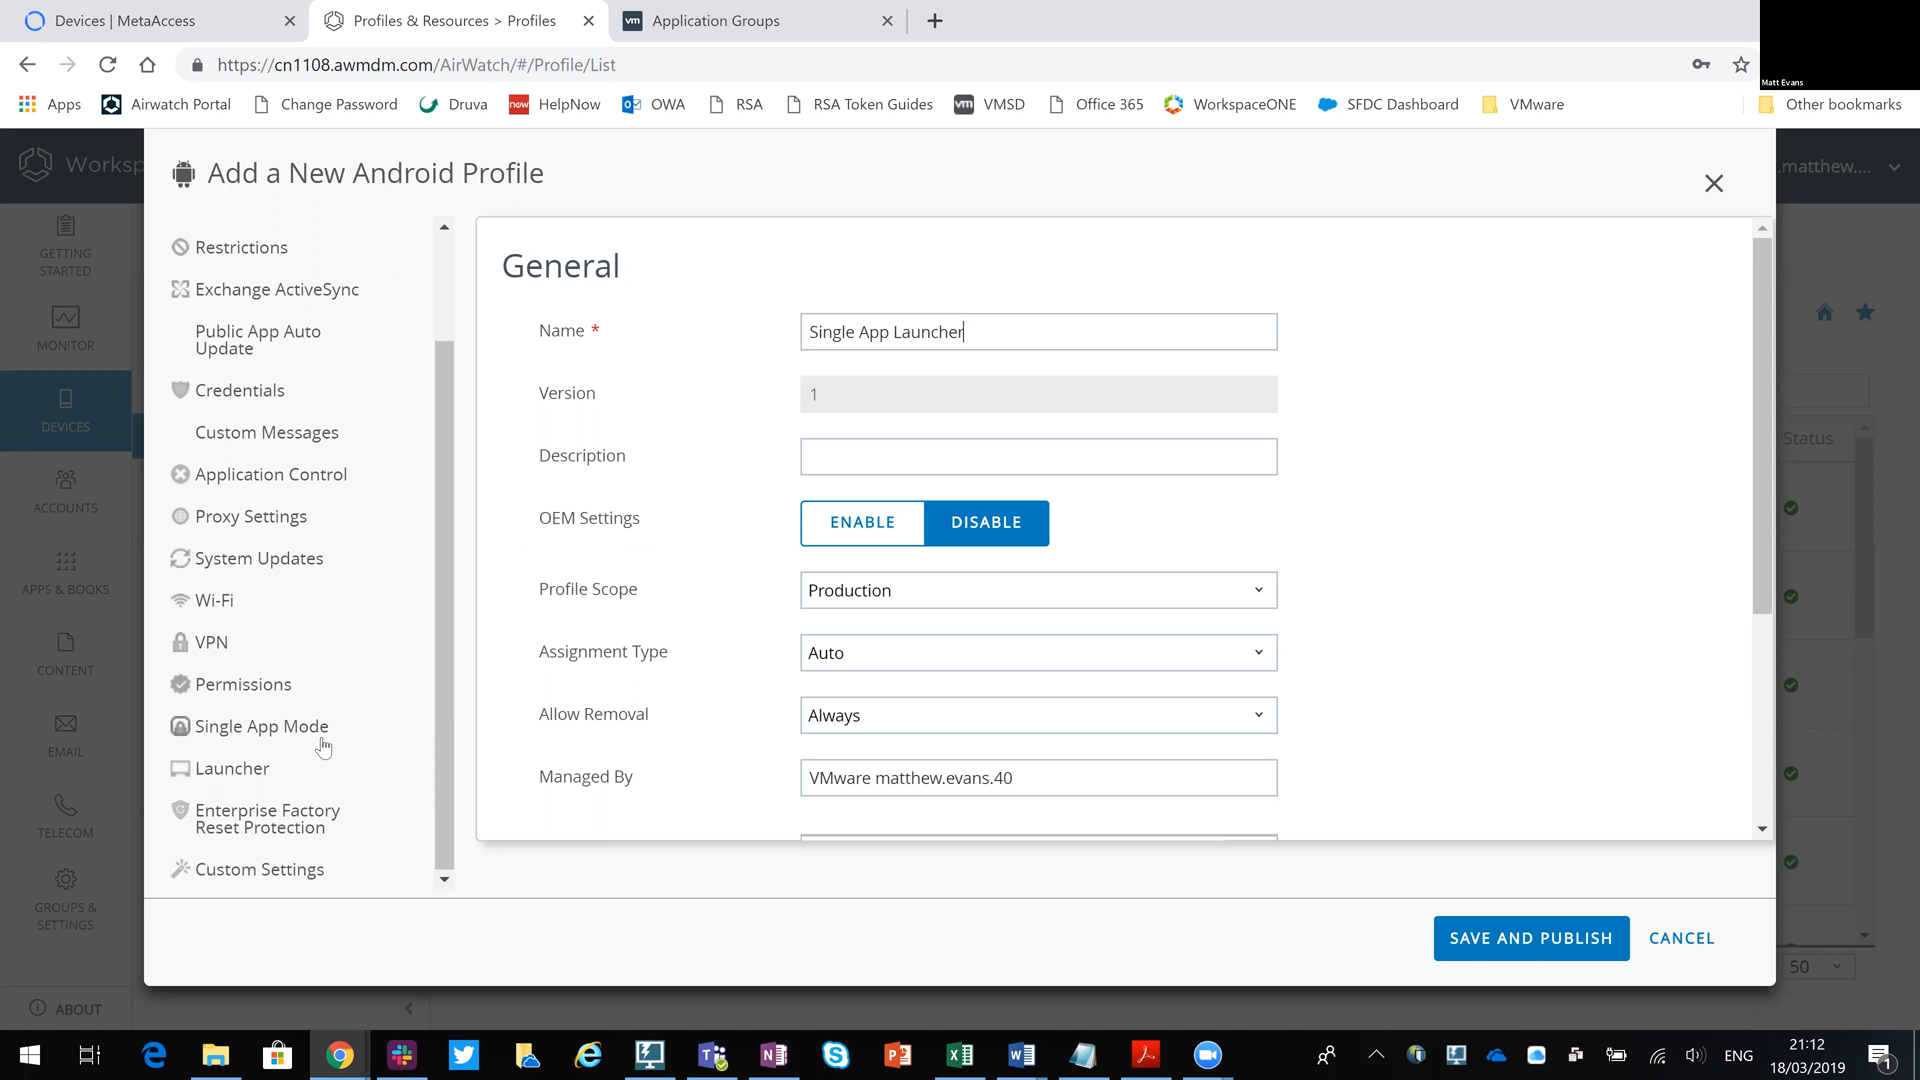 Devices | MetaAccess
Profiles & Resources > Profiles
vm Application Groups
https://cn1108.awmdm.com/AirWatch/#/Profile/List
Matt Evans
Apps
Airwatch Portal
Change Password
Druva
now HelpNow
OWA
RSA
RSA Token Guides
vm VMSD
Office 365
WorkspaceONE
SFDC Dashboard
VMware
Other bookmarks
Worksp
.matthew....
Add a New Android Profile
GETTING
STARTED
MONITOR
DEVICES
ACCOUNTS
APPS & BOOKS
CONTENT
EMAIL
TELECOM
GROUPS &
SETTINGS
ABOUT
Restrictions
Exchange ActiveSync
Public App Auto
Update
Credentials
Custom Messages
Application Control
Proxy Settings
System Updates
Wi-Fi
VPN
Permissions
Single App Mode
Launcher
Enterprise Factory
Reset Protection
Custom Settings
General
Name * Single App Launcher
Version 1
Description
OEM Settings ENABLE DISABLE
Profile Scope Production
Assignment Type Auto
Allow Removal Always
Managed By VMware matthew.evans.40
Status
50
SAVE AND PUBLISH CANCEL
ENG
21:12
18/03/2019
1